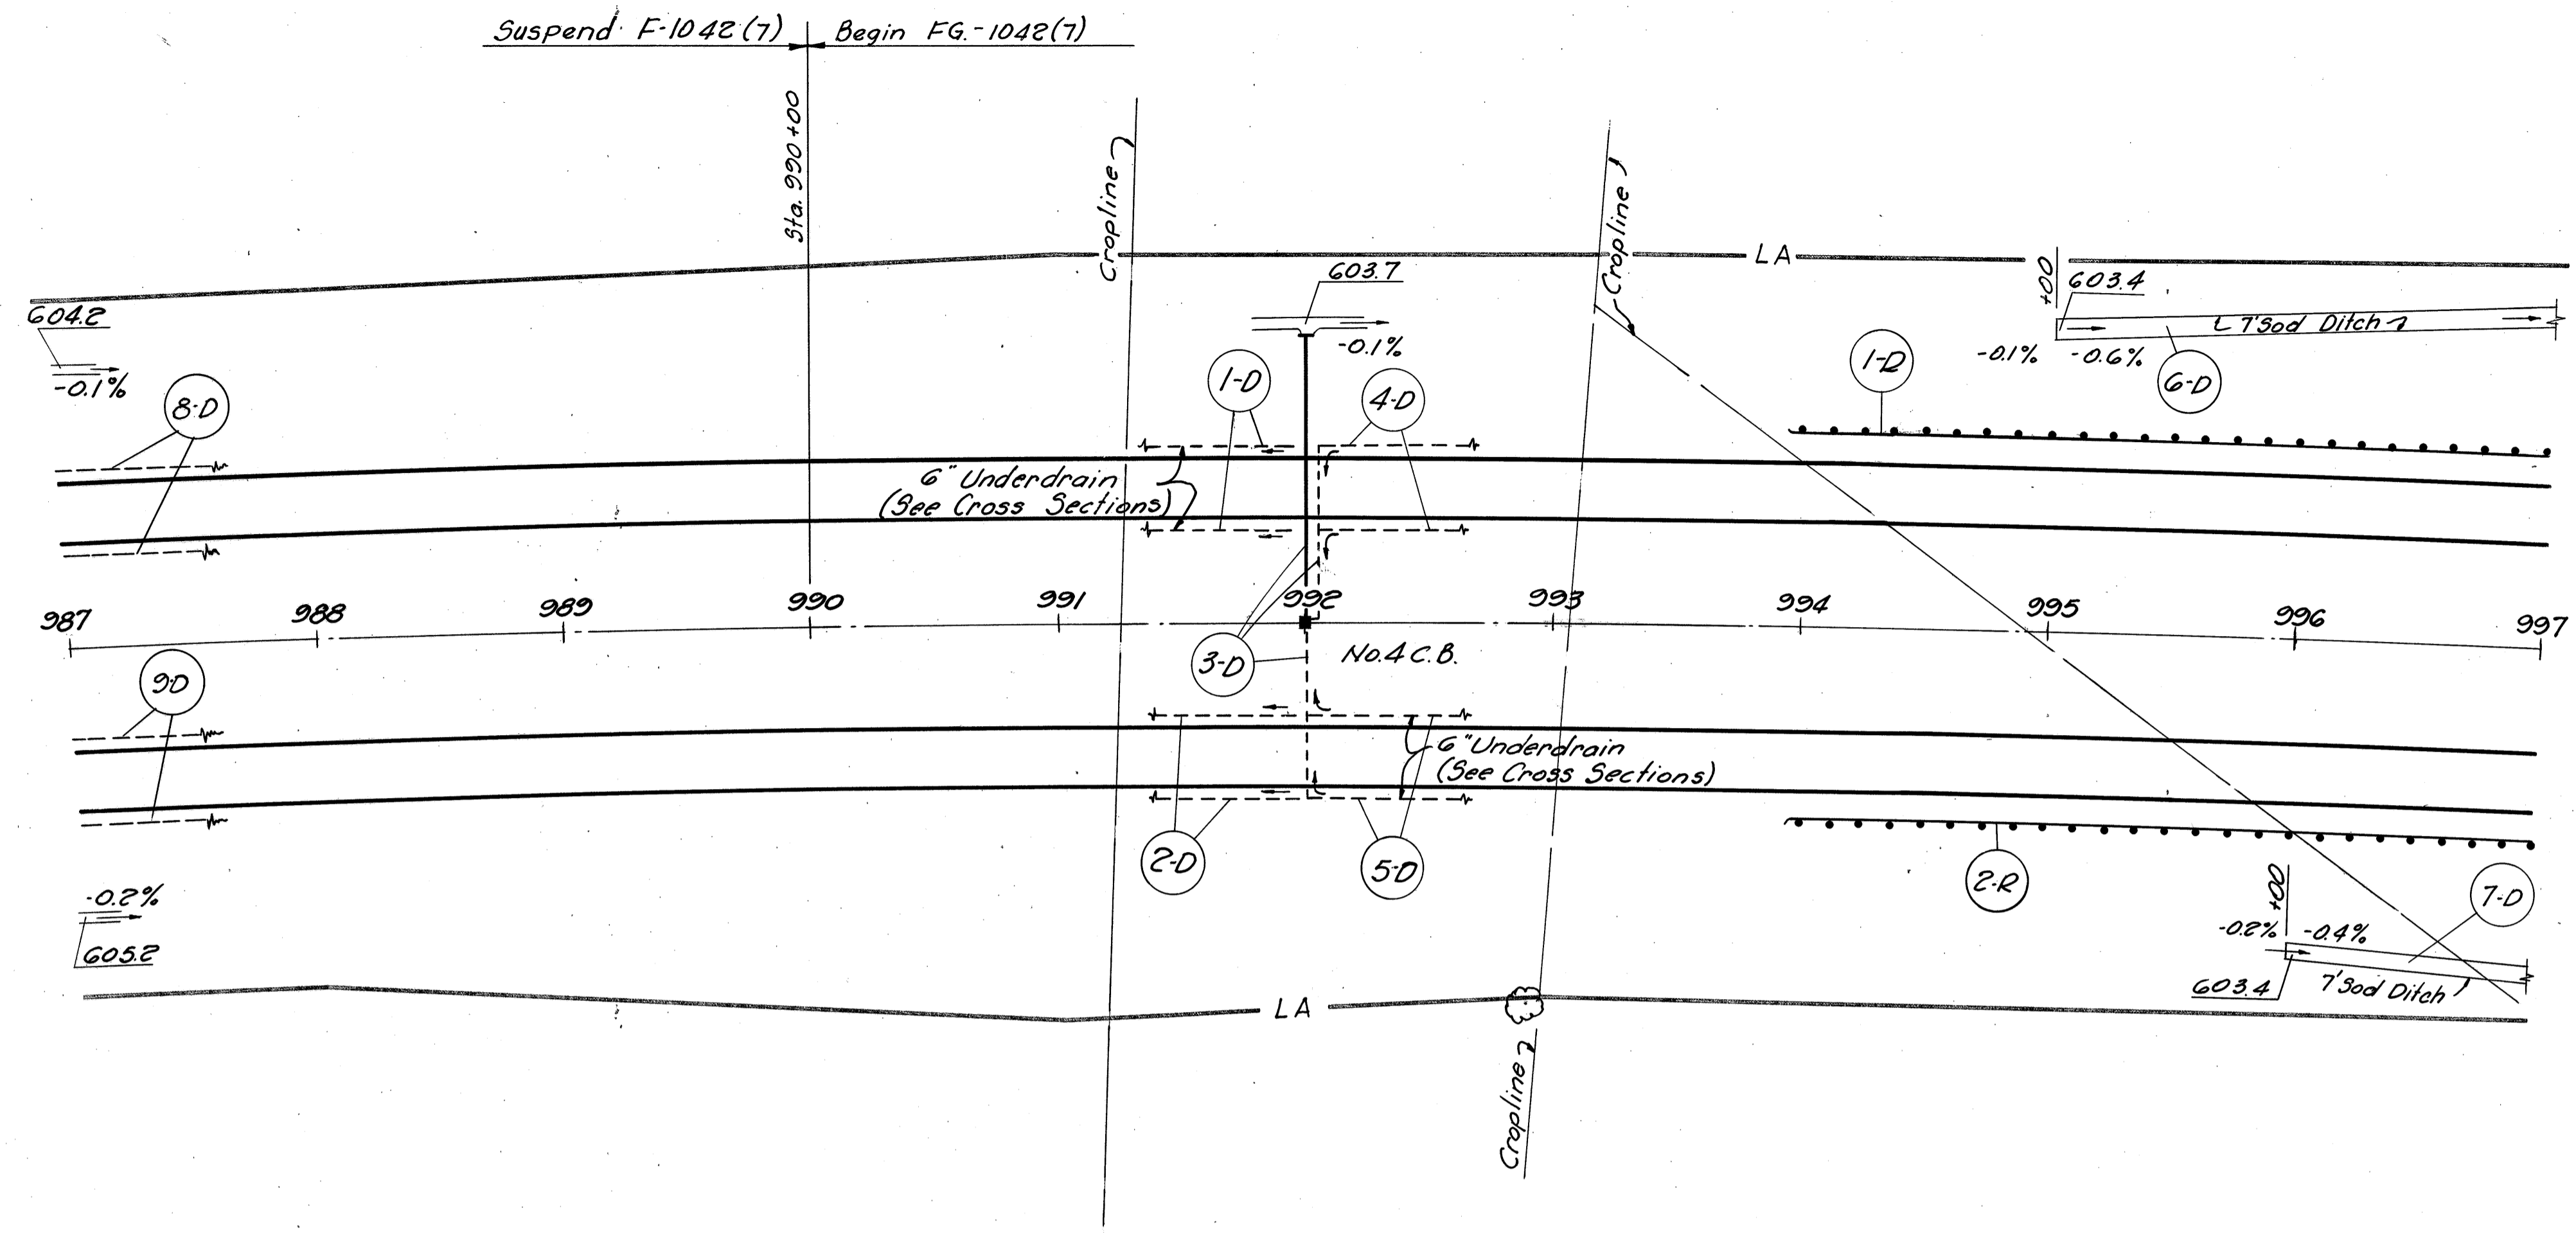 Suspend F-1042(7)
Begin FG.-1042(7)
Sta. 990+00
Cropline
Cropline
LA
603.7
-0.1%
+00
603.4
7' Sod Ditch
-0.1%
-0.6%
6-D
604.2
-0.1%
8-D
1-D
4-D
1-R
6" Underdrain
(See Cross Sections)
987
988
989
990
991
992
993
994
995
996
997
3-D
No.4 C.B.
9-D
6" Underdrain
(See Cross Sections)
2-D
5-D
2-R
7-D
+00
-0.2%
-0.4%
603.4
7' Sod Ditch
-0.2%
605.2
LA
Cropline